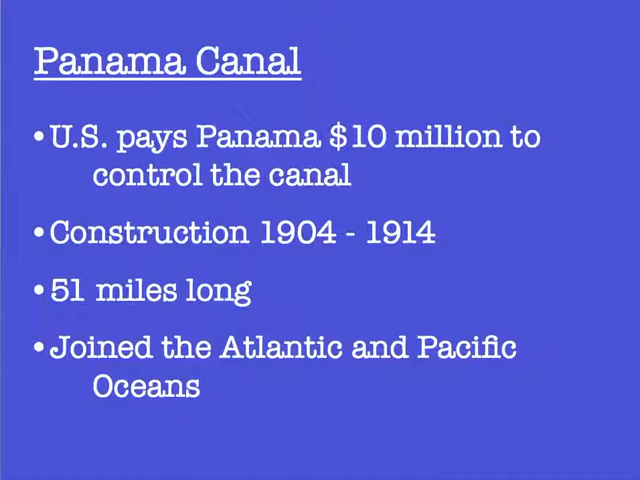 Panama Canal
•U.S. pays Panama $10 million to
control the canal
•Construction 1904 - 1914
•51 miles long
•Joined the Atlantic and Pacific
Oceans